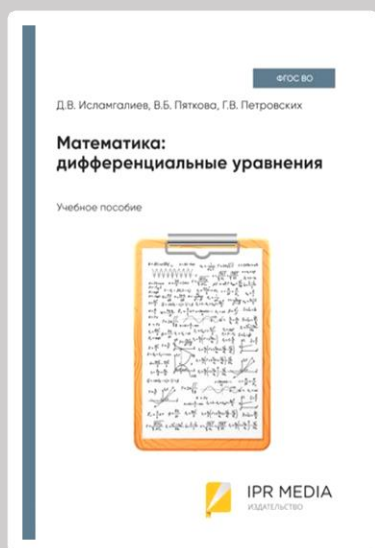 ФГОС ВО
Д.В. Исламгалиев, В.Б. Пяткова, Г.В. Петровских
Математика:
дифференциальные уравнения
Учебное пособие
IPR MEDIA
ИЗДАТЕЛЬСТВО